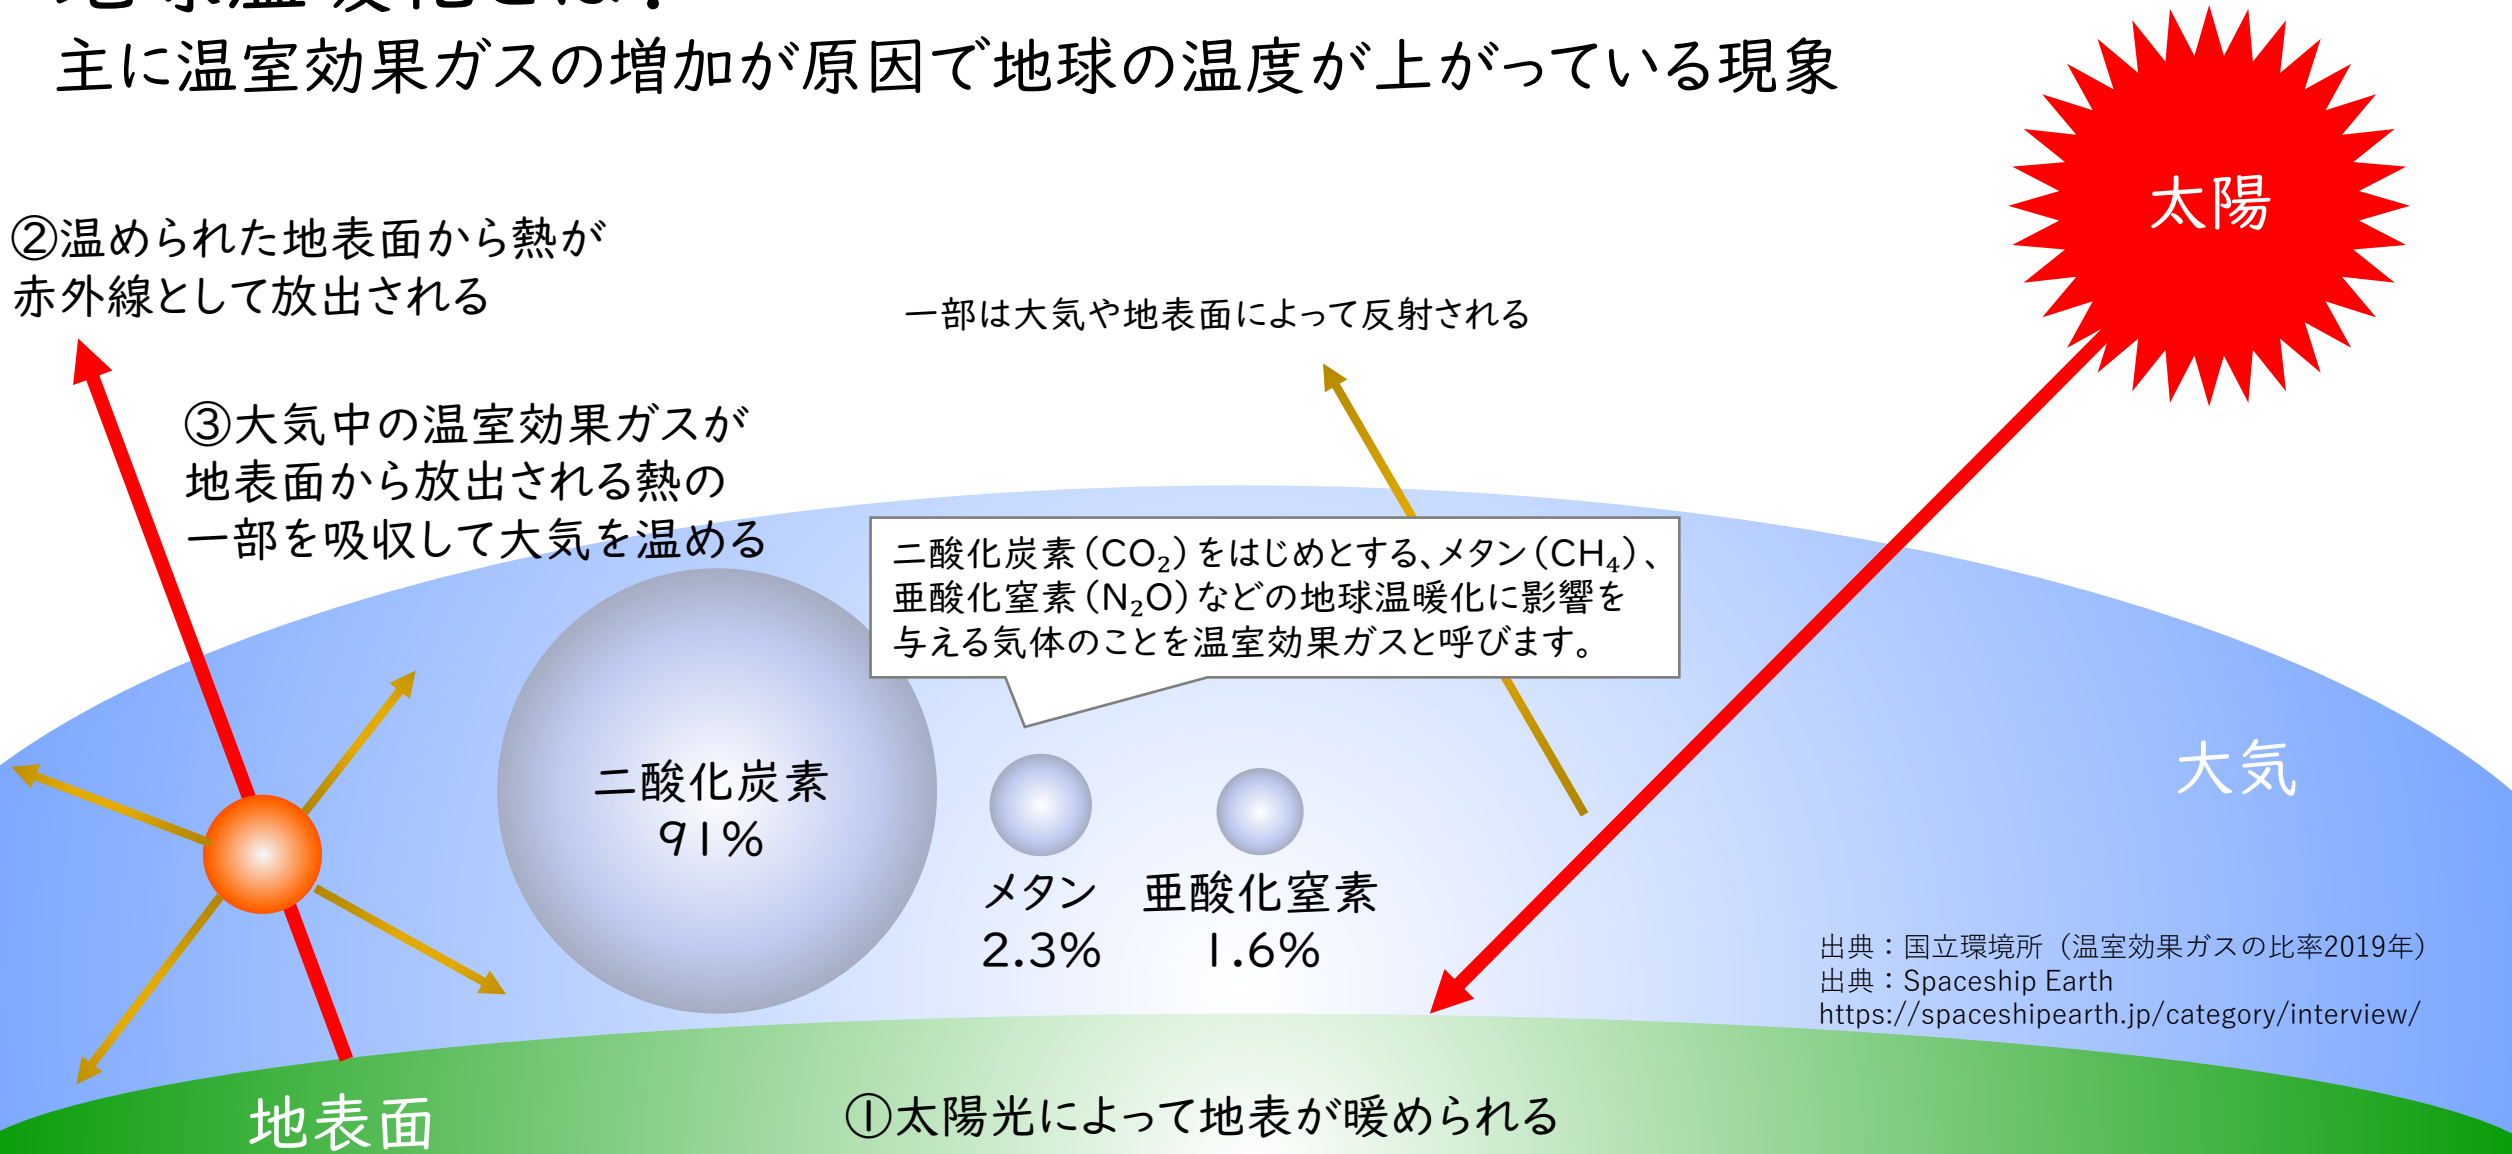 地球温暖化とは?
主に温室効果ガスの増加が原因で地球の温度が上がっている現象
太陽
②温められた地表面から熱が
赤外線として放出される
一部は大気や地表面によって反射される
③大気中の温室効果ガスが
地表面から放出される熱の
一部を吸収して大気を温める
二酸化炭素(CO₂)をはじめとする、メタン(CH₄)、
亜酸化窒素(N₂O)などの地球温暖化に影響を
与える気体のことを温室効果ガスと呼びます。
大気
二酸化炭素
91%
メタン
2.3%
亜酸化窒素
1.6%
出典：国立環境所（温室効果ガスの比率2019年）
出典：Spaceship Earth
https://spaceshipearth.jp/category/interview/
地表面
①太陽光によって地表が暖められる